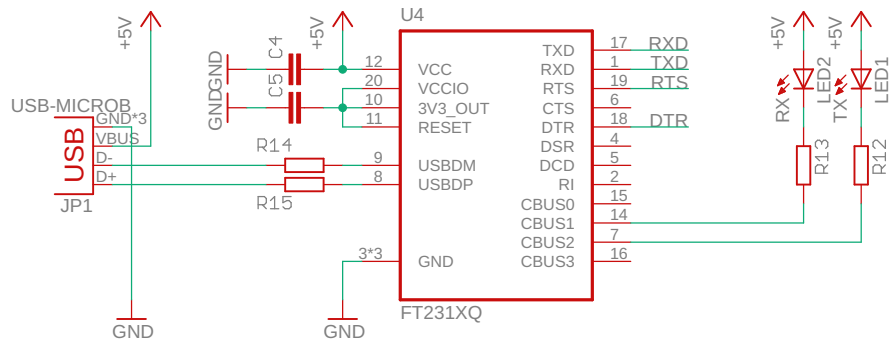 U4
+5V
+5V
+5V
+5V
GND
C4
GND
C5
USB-MICROB
GND*3
VBUS
D-
D+
USB
JP1
R14
R15
12
20
10
11
9
8
3*3
VCC
VCCIO
3V3_OUT
RESET
USBDM
USBDP
GND
TXD
RXD
RTS
CTS
DTR
DSR
DCD
RI
CBUS0
CBUS1
CBUS2
CBUS3
17
1
19
6
18
4
5
2
15
14
7
16
RXD
TXD
RTS
DTR
RX
LED2
TX
LED1
R13
R12
FT231XQ
GND
GND